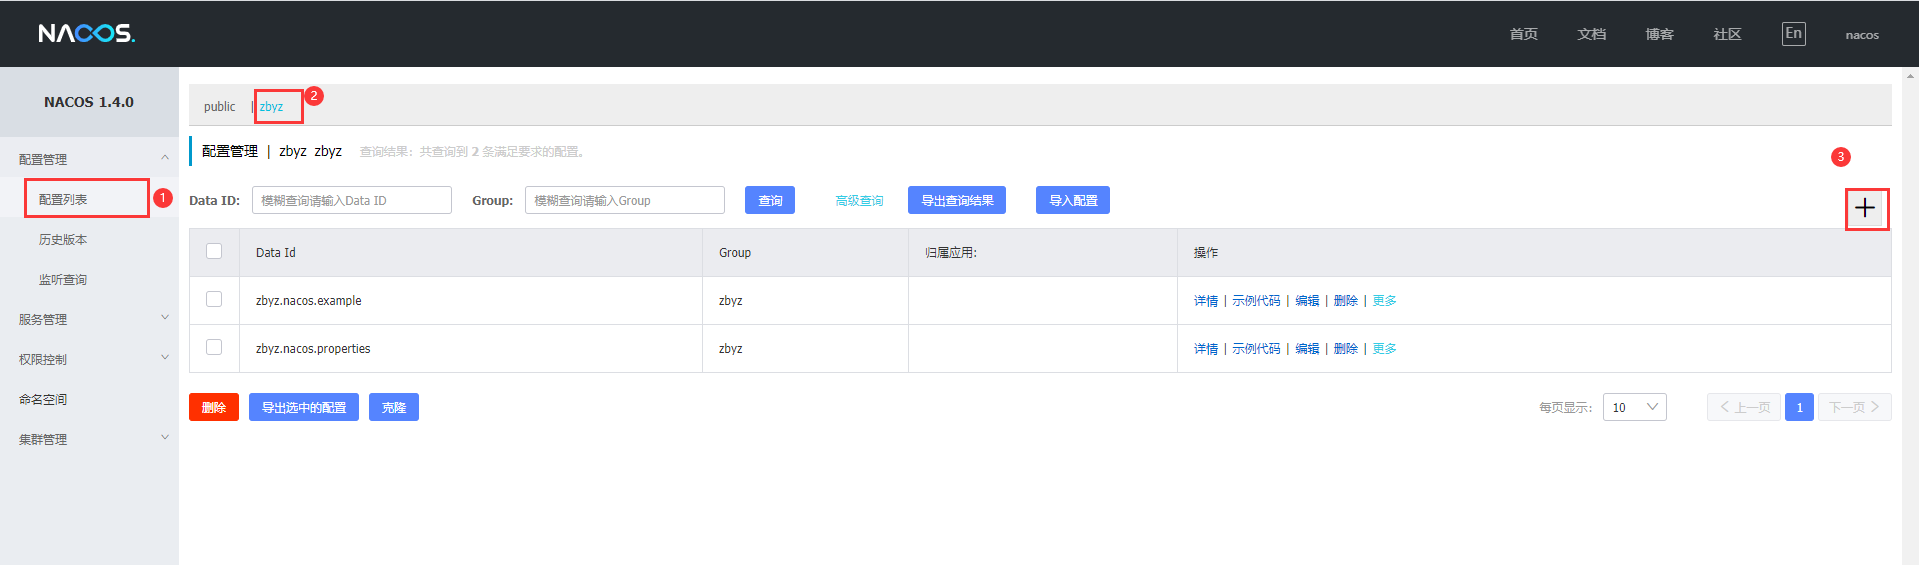 NACOS.
首页 文档 博客 社区 En nacos
NACOS 1.4.0
配置管理
配置列表 1
历史版本
监听查询
服务管理
权限控制
命名空间
集群管理
public | zbyz 2
配置管理 | zbyz zbyz 查询结果：共查询到 2 条满足要求的配置。
3
Data ID: 模糊查询请输入Data ID Group: 模糊查询请输入Group 查询 高级查询 导出查询结果 导入配置 +
Data Id Group 归属应用: 操作
zbyz.nacos.example zbyz 详情 | 示例代码 | 编辑 | 删除 | 更多
zbyz.nacos.properties zbyz 详情 | 示例代码 | 编辑 | 删除 | 更多
删除 导出选中的配置 克隆 每页显示： 10 上一页 1 下一页